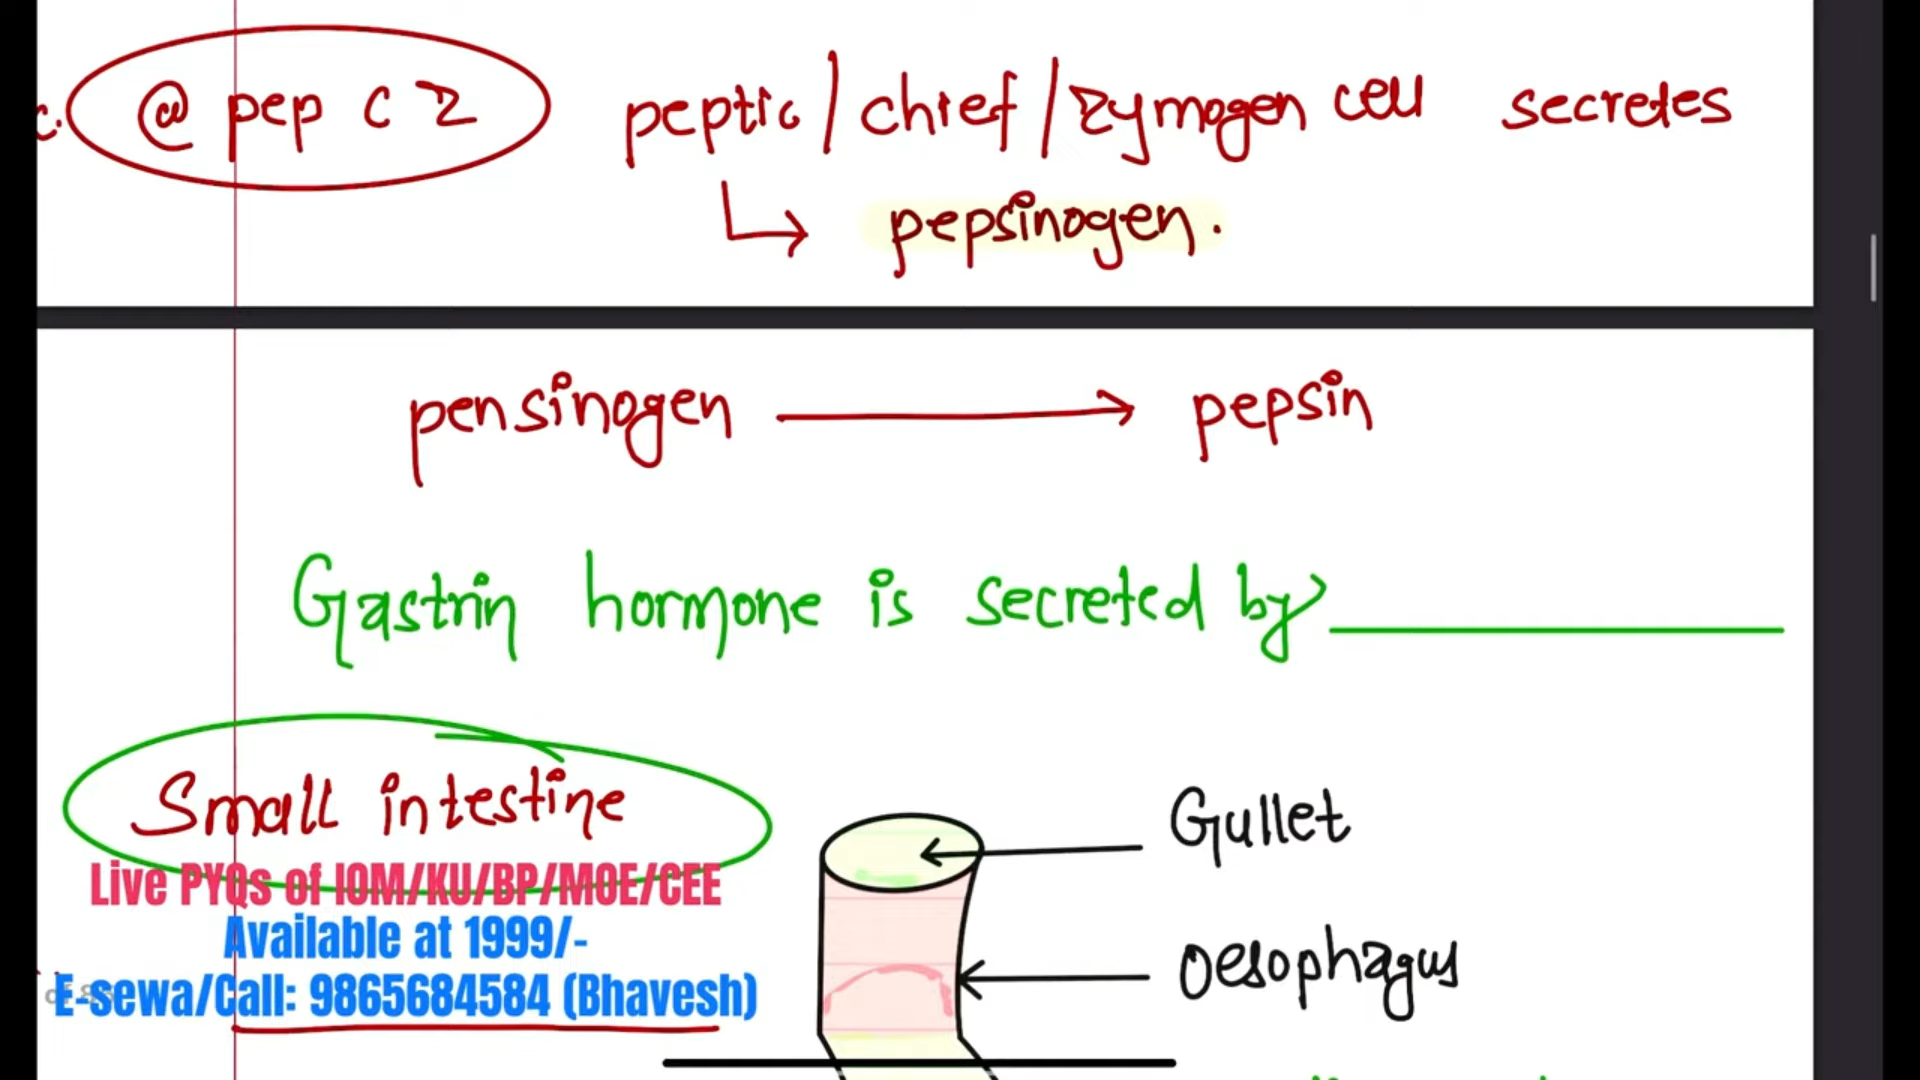 c. @ pep c z peptic / chief / zymogen cell secretes
↳ pepsinogen.
pensinogen → pepsin
Gastrin hormone is secreted by ________
Small intestine
Gullet
Live PYQs of IOM/KU/BP/MOE/CEE
Available at 1999/-
Oesophagus
E-sewa/Call: 9865684584 (Bhavesh)